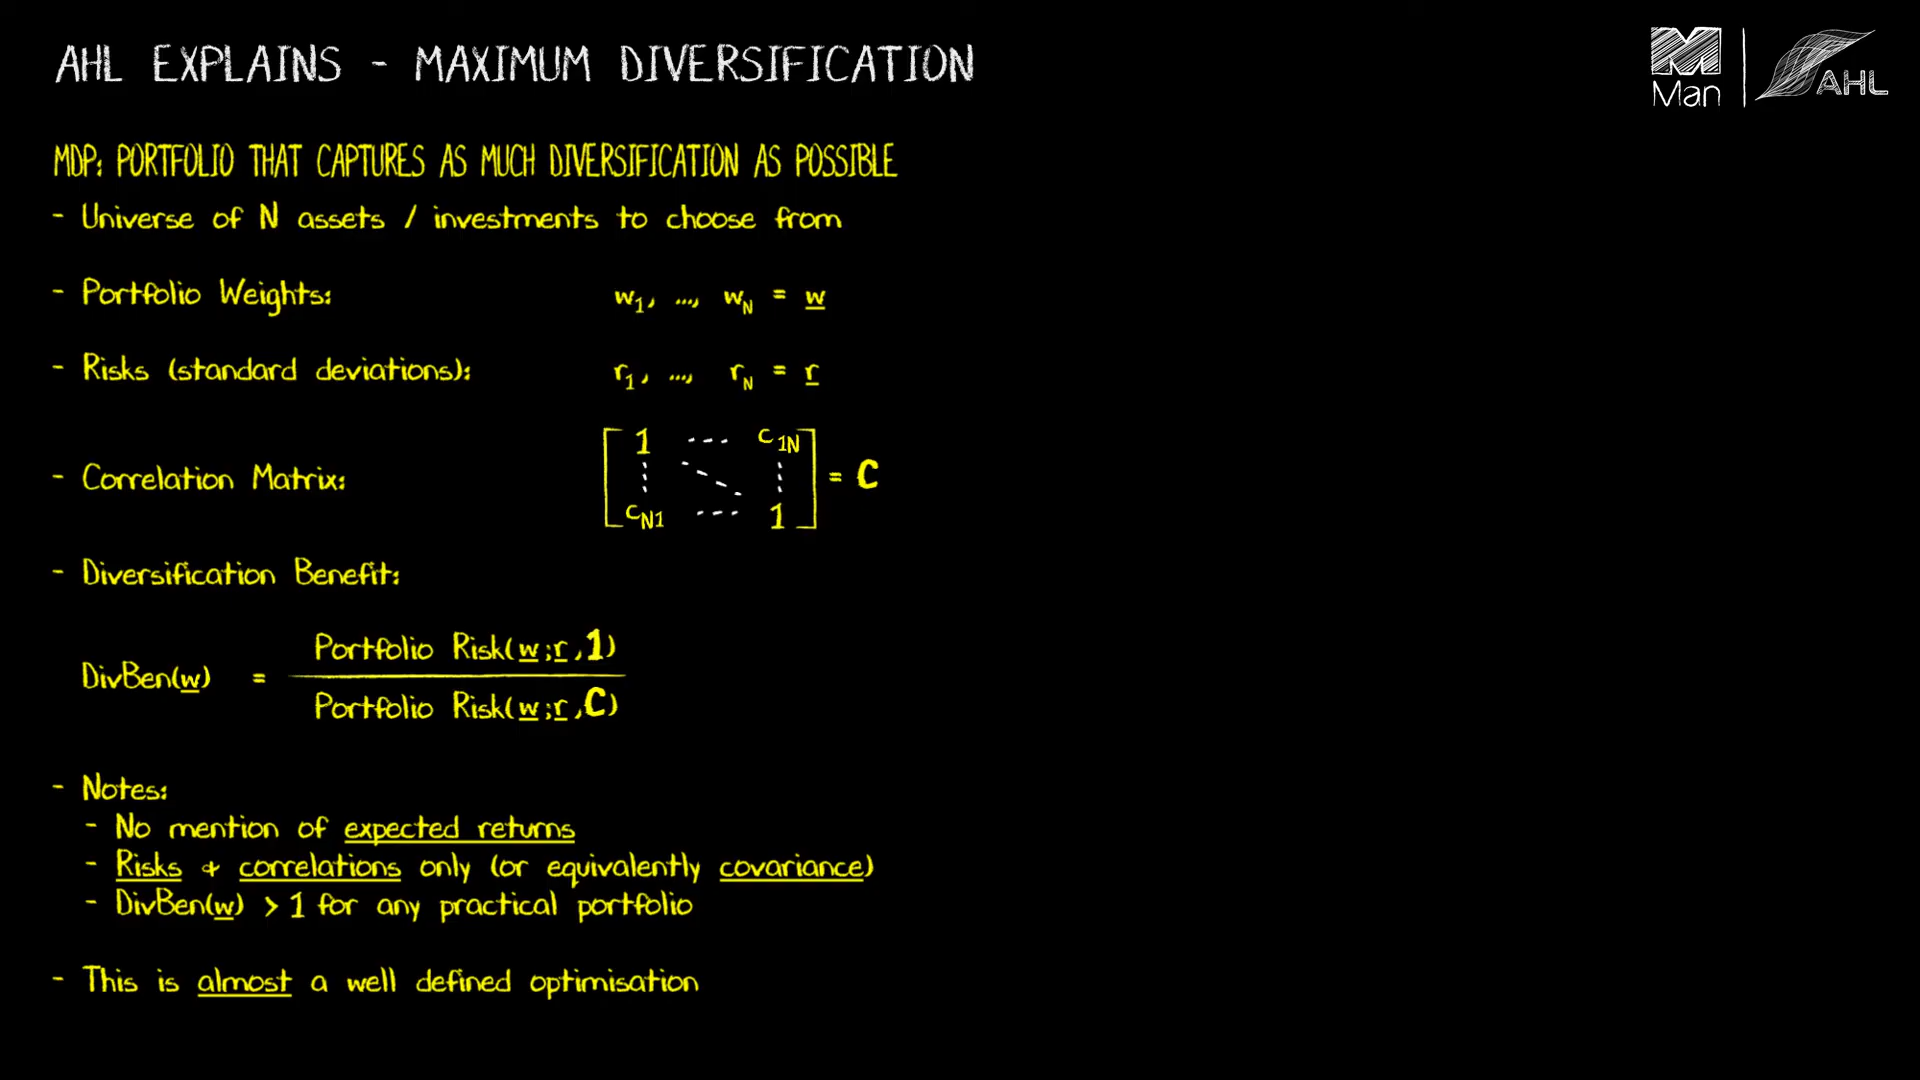 AHL EXPLAINS - MAXIMUM DIVERSIFICATION
Man | AHL
MDP: PORTFOLIO THAT CAPTURES AS MUCH DIVERSIFICATION AS POSSIBLE
- Universe of N assets / investments to choose from
- Portfolio Weights: w1, ..., wN = w
- Risks (standard deviations): r1, ..., rN = r
1 --- c1N
- Correlation Matrix: = C
cN1 --- 1
- Diversification Benefit:
Portfolio Risk(w;r,1)
DivBen(w) =
Portfolio Risk(w;r,C)
- Notes:
- No mention of expected returns
- Risks + correlations only (or equivalently covariance)
- DivBen(w) > 1 for any practical portfolio
- This is almost a well defined optimisation